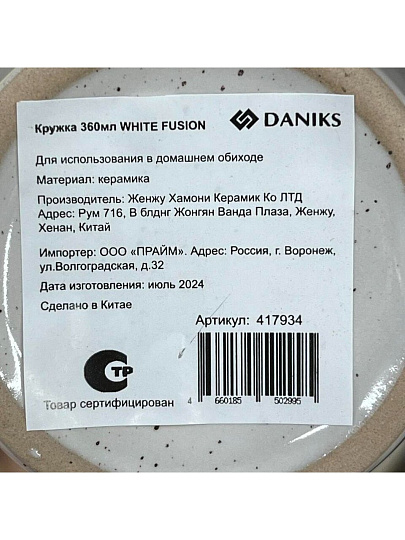 Кружка 360мл WHITE FUSION
DANIKS
Для использования в домашнем обиходе
Материал: керамика
Производитель: Женжу Хамони Керамик Ко ЛТД
Адрес: Рум 716, В блднг Жонгян Ванда Плаза, Женжу,
Хенан, Китай
Импортер: ООО «ПРАЙМ». Адрес: Россия, г. Воронеж,
ул.Волгоградская, д.32
Дата изготовления: июль 2024
Сделано в Китае
Артикул: 417934
СТР
Товар сертифицирован
4 660185 502995